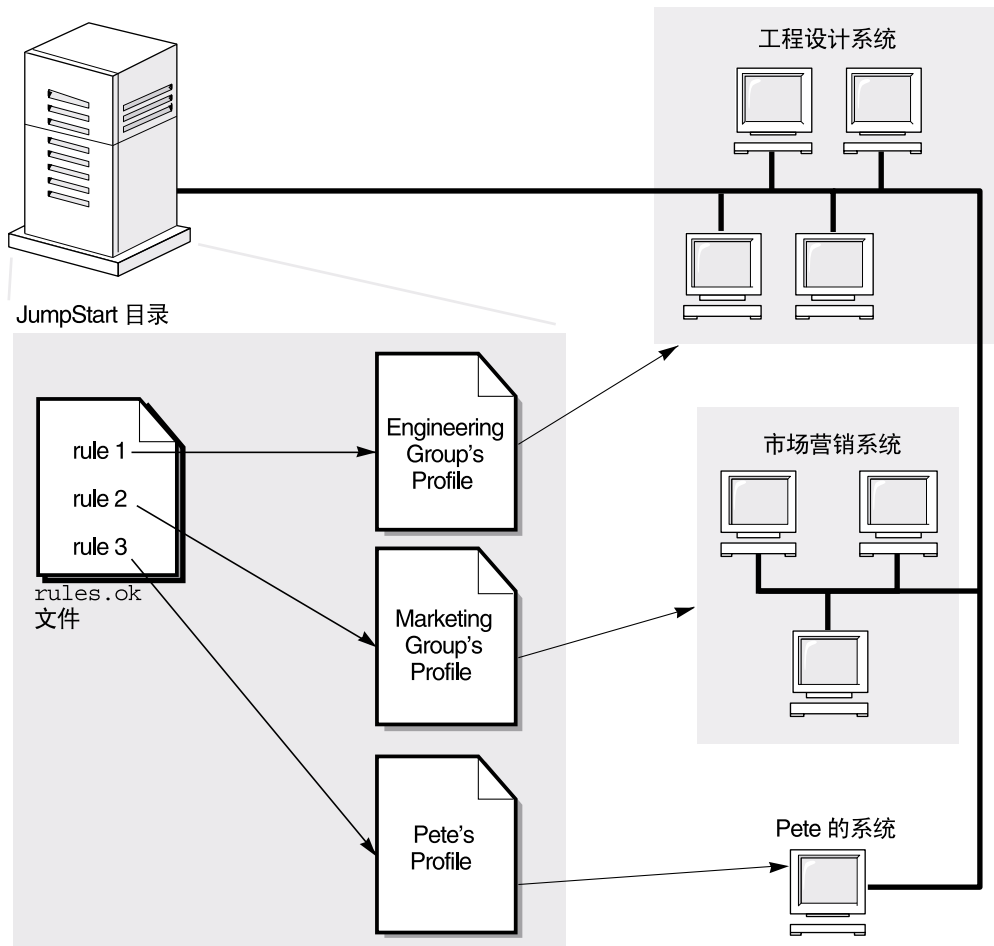 工程设计系统
JumpStart 目录
rule 1
rule 2
rule 3
rules.ok
文件
Engineering
Group's
Profile
Marketing
Group's
Profile
Pete's
Profile
市场营销系统
Pete 的系统